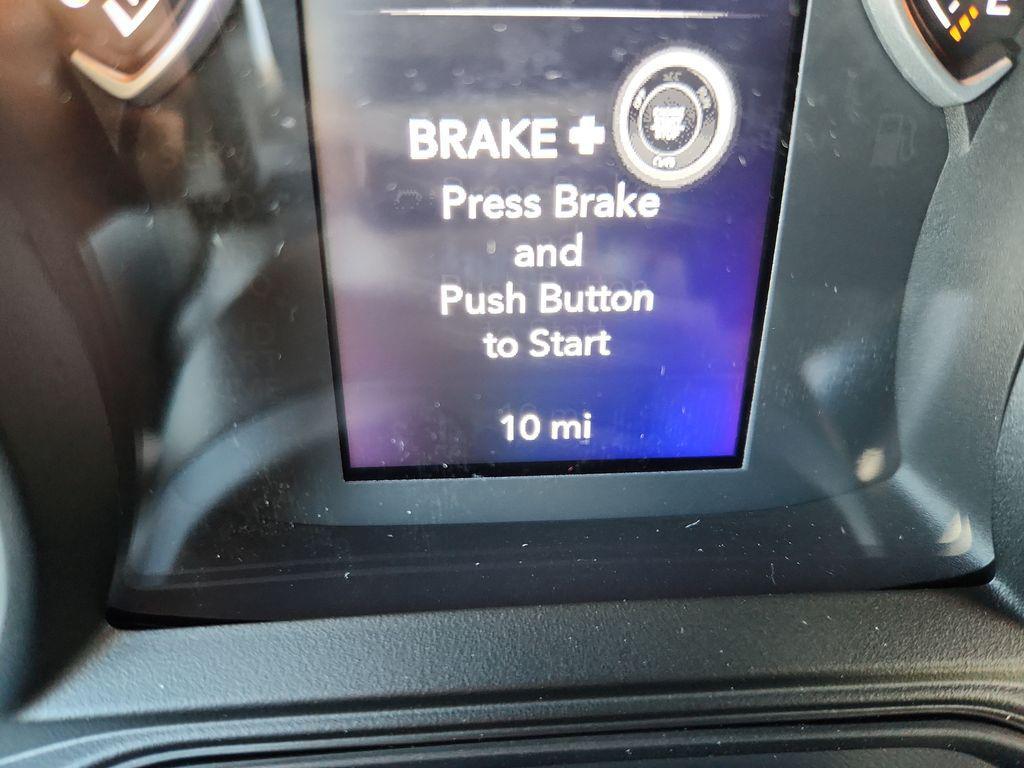 BRAKE +
Press Brake
and
Push Button
to Start
10 mi